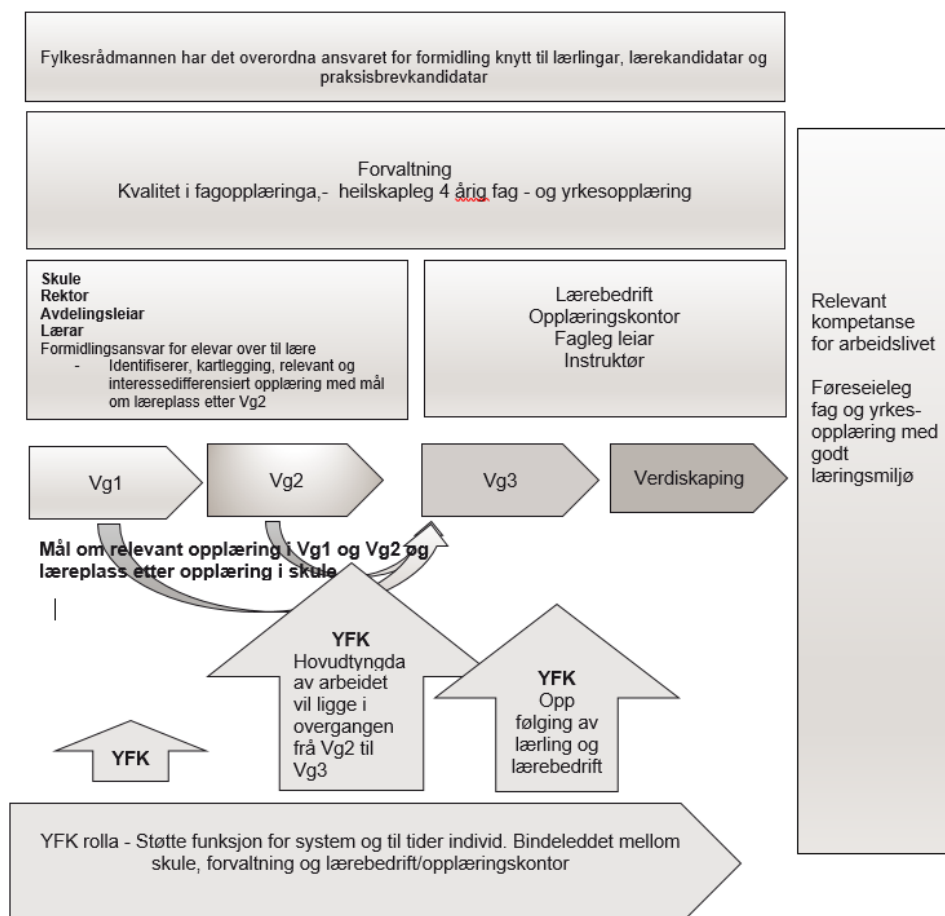 Fylkesrådmannen har det overordna ansvaret for formidling knytt til lærlingar, lærekandidatar og
praksisbrevkandidatar
Forvaltning
Kvalitet i fagopplæringa,- heilskapleg 4 årig fag - og yrkesopplæring
Skule
Rektor
Avdelingsleiar
Lærar
Formidlingsansvar for elevar over til lære
- Identifiserer, kartlegging, relevant og
interessedifferensiert opplæring med mål
om læreplass etter Vg2
Lærebedrift
Opplæringskontor
Fagleg leiar
Instruktør
Relevant
kompetanse
for arbeidslivet
Føreseieleg
fag og yrkes-
opplæring med
godt
læringsmiljø
Vg1
Vg2
Vg3
Verdiskaping
Mål om relevant opplæring i Vg1 og Vg2 og
læreplass etter opplæring i skule
YFK
YFK
Hovudtyngda
av arbeidet
vil ligge i
overgangen
frå Vg2 til
Vg3
YFK
Opp
følging av
lærling og
lærebedrift
YFK rolla - Støtte funksjon for system og til tider individ. Bindeleddet mellom
skule, forvaltning og lærebedrift/opplæringskontor